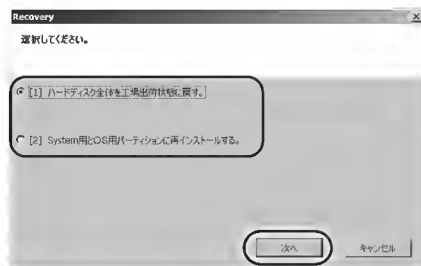 Recovery
選択してください。
[1] ハードディスク全体を工場出荷状態に戻す。
[2] System用とOS用パーティションに再インストールする。
次へ
キャンセル